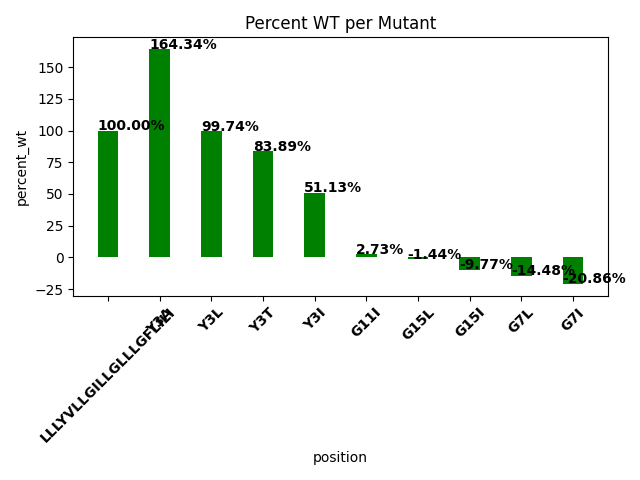 Percent WT per Mutant
164.34%
100.00%
99.74%
83.89%
51.13%
2.73%
-1.44%
-9.77%
-14.48%
-20.86%
percent_wt
150
125
100
75
50
25
0
−25
Y3A
Y3L
Y3T
Y3I
G11I
G15L
G15I
G7L
G7I
position